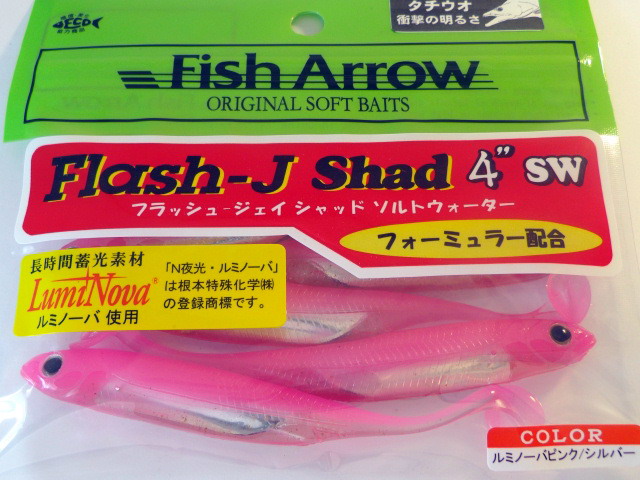 ECO
タチウオ
衝撃の明るさ
Fish Arrow
ORIGINAL SOFT BAITS
Flash-J Shad 4" SW
フラッシュ-ジェイ シャッド ソルトウォーター
フォーミュラー配合
長時間蓄光素材
LumiNova®
ルミノーバ 使用
「N夜光・ルミノーバ」
は根本特殊化学㈱
の登録商標です。
COLOR
ルミノーバピンク/シルバー